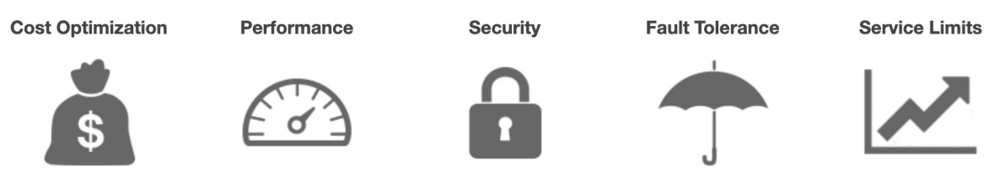 Cost Optimization Performance Security Fault Tolerance Service Limits
$